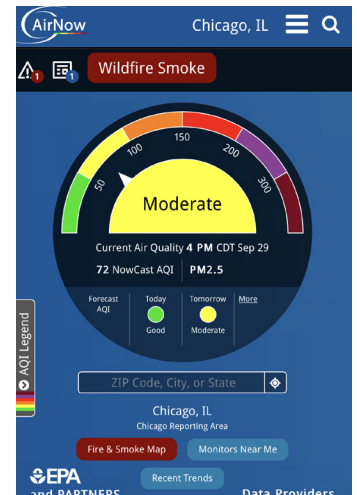 AirNow
Chicago, IL
1
1
Wildfire Smoke
50
100
150
200
300
Moderate
Current Air Quality 4 PM CDT Sep 29
72 NowCast AQI
PM2.5
Forecast AQI
Today
Good
Tomorrow
Moderate
More
AQI Legend
ZIP Code, City, or State
Chicago, IL
Chicago Reporting Area
Fire & Smoke Map
Monitors Near Me
Recent Trends
EPA
and PARTNERS
Data Providers